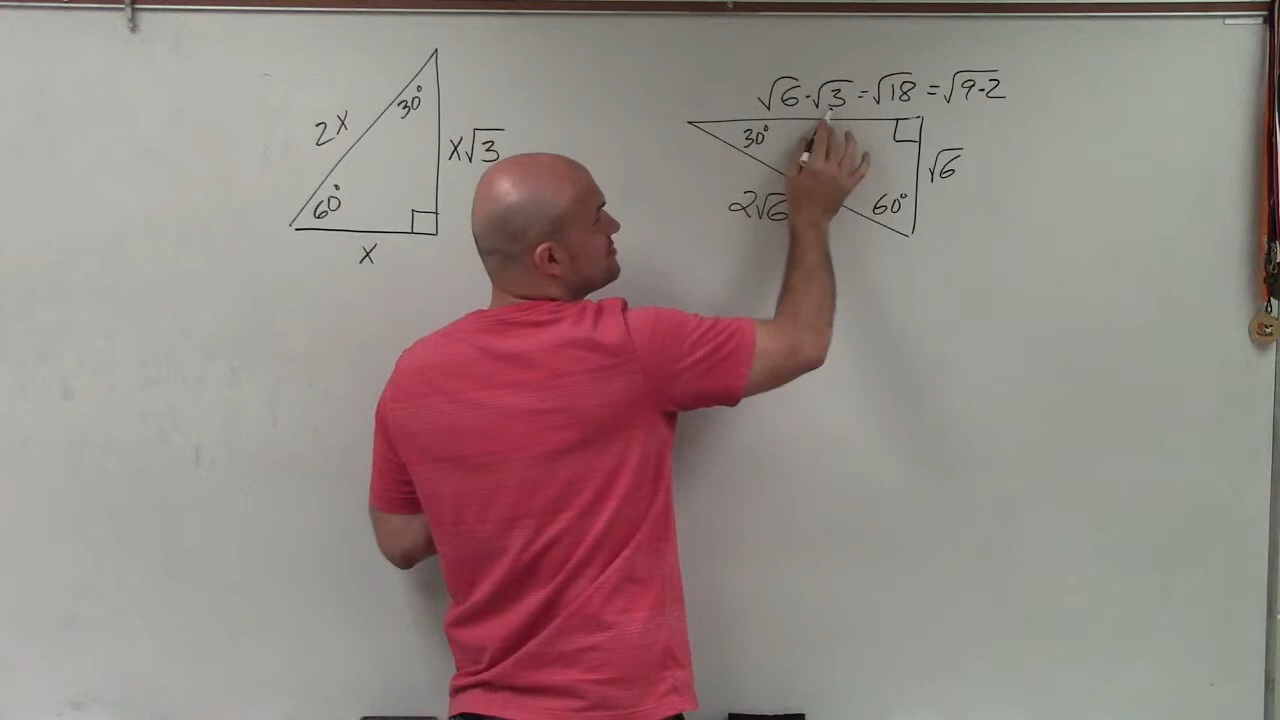 30°
2x
x√3
60°
x
√6·√3=√18=√9·2
30°
√6
2√6
60°